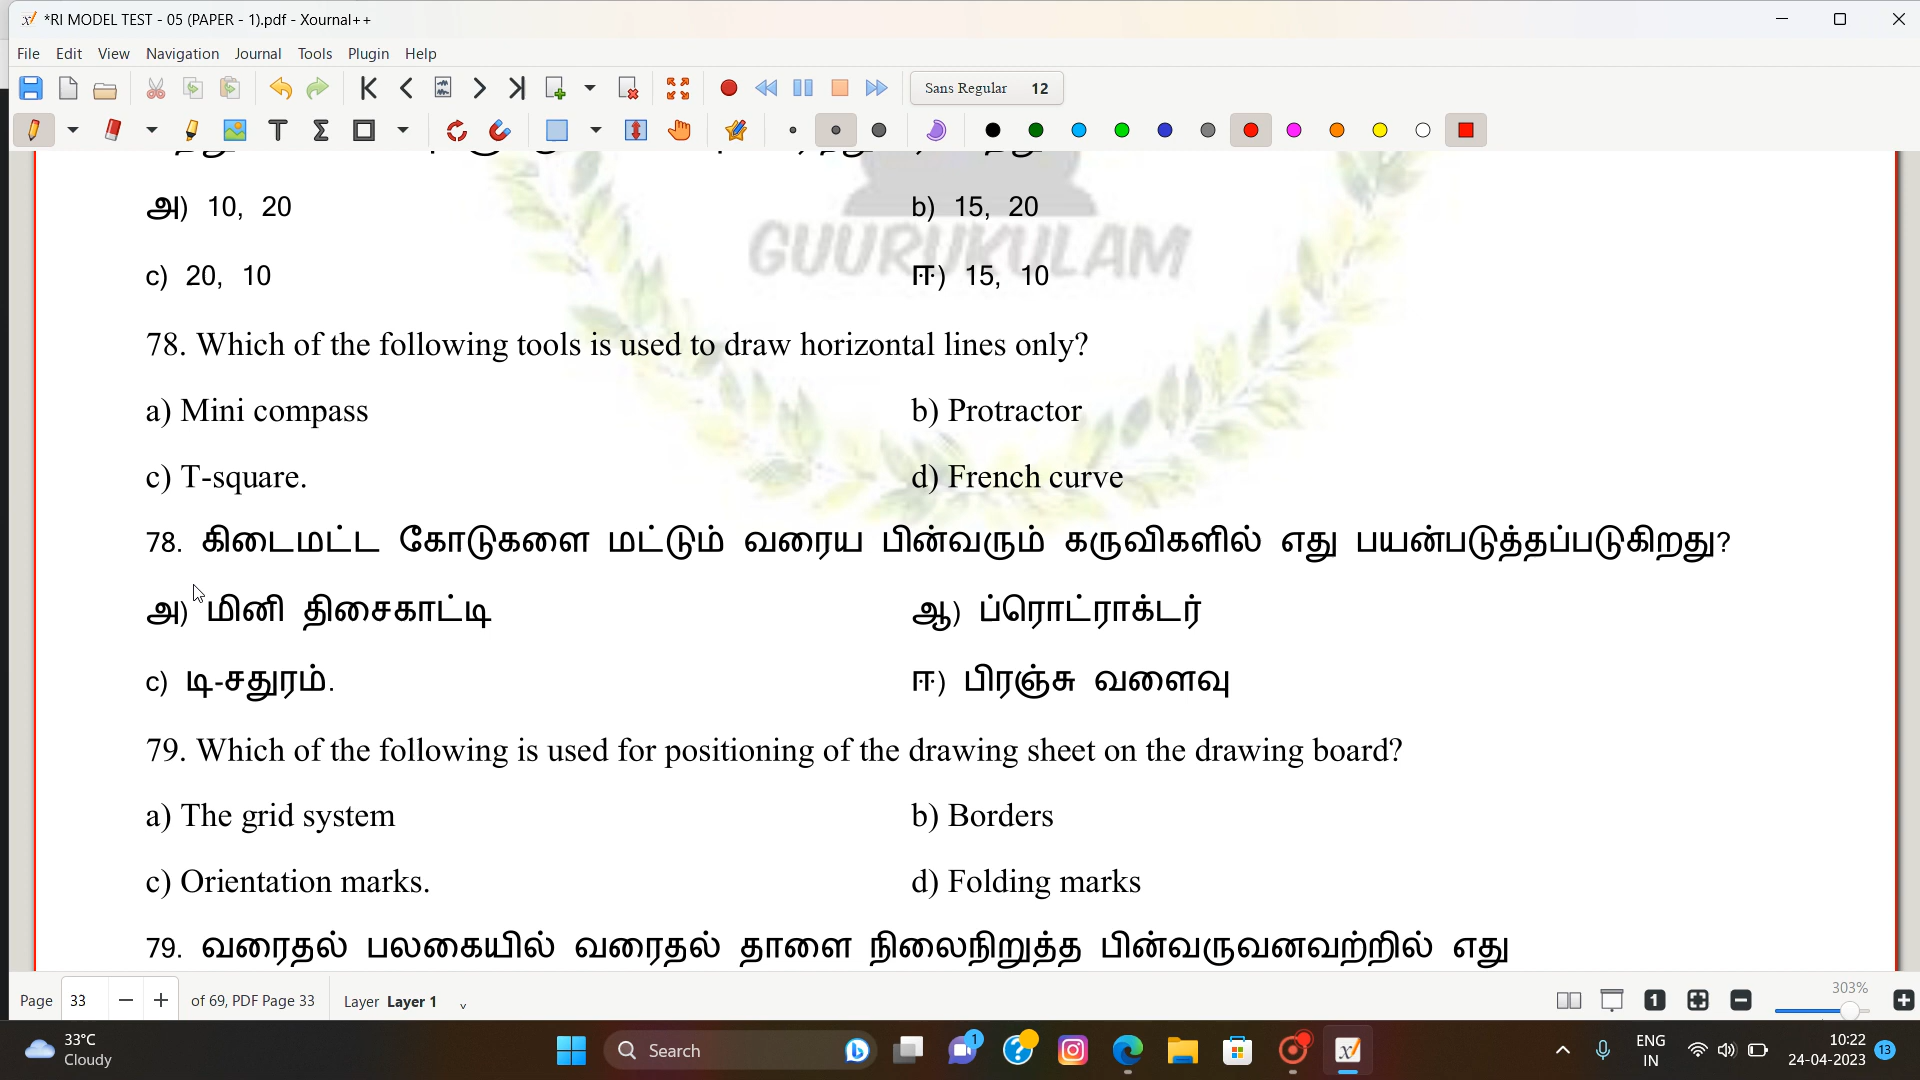 *RI MODEL TEST - 05 (PAPER - 1).pdf - Xournal++
File Edit View Navigation Journal Tools Plugin Help
Sans Regular 12
GUURUKULAM
அ) 10, 20 b) 15, 20
c) 20, 10 ஈ) 15, 10
78. Which of the following tools is used to draw horizontal lines only?
a) Mini compass b) Protractor
c) T-square. d) French curve
78. கிடைமட்ட கோடுகளை மட்டும் வரைய பின்வரும் கருவிகளில் எது பயன்படுத்தப்படுகிறது?
அ) மினி திசைகாட்டி ஆ) ப்ரொட்ராக்டர்
c) டி-சதுரம். ஈ) பிரஞ்சு வளைவு
79. Which of the following is used for positioning of the drawing sheet on the drawing board?
a) The grid system b) Borders
c) Orientation marks. d) Folding marks
79. வரைதல் பலகையில் வரைதல் தாளை நிலைநிறுத்த பின்வருவனவற்றில் எது
Page 33 of 69, PDF Page 33 Layer Layer 1 303%
33°C
Cloudy
Search
1
ENG
IN
10:22
24-04-2023
13